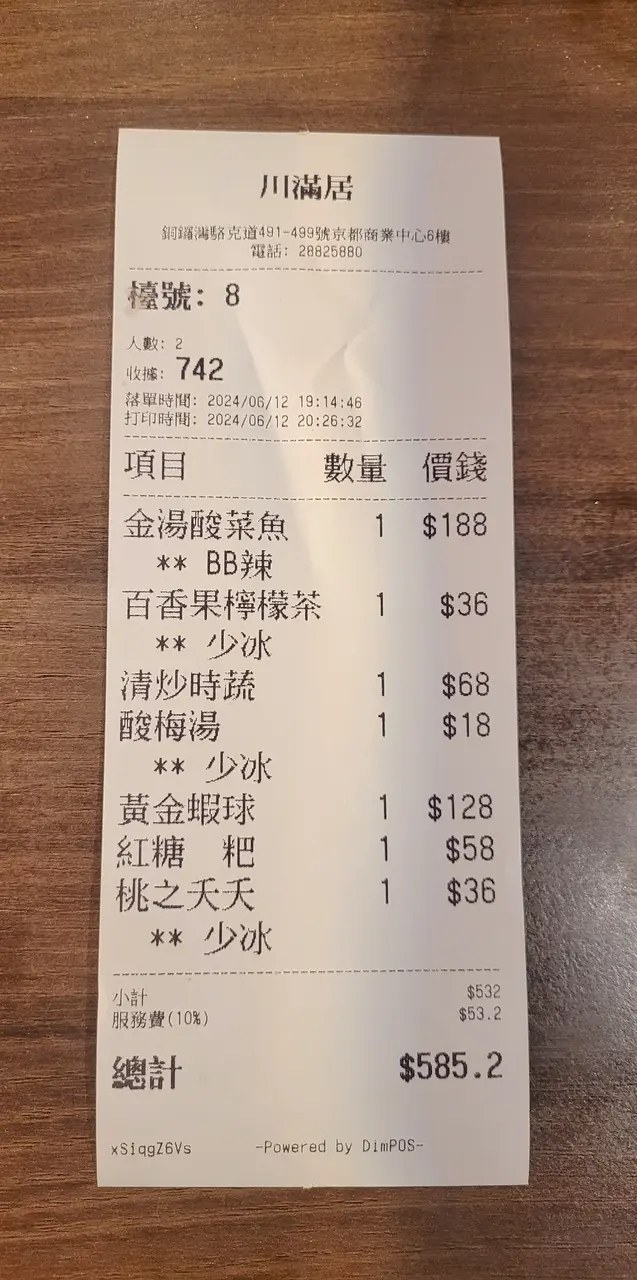 川滿居
銅鑼灣駱克道491-499號京都商業中心6樓
電話: 28825880
檯號: 8
人數: 2
收據: 742
落單時間: 2024/06/12 19:14:46
打印時間: 2024/06/12 20:26:32
項目 數量 價錢
金湯酸菜魚 1 $188
** BB辣
百香果檸檬茶 1 $36
** 少冰
清炒時蔬 1 $68
酸梅湯 1 $18
** 少冰
黃金蝦球 1 $128
紅糖 粑 1 $58
桃之夭夭 1 $36
** 少冰
小計 $532
服務費(10%) $53.2
總計 $585.2
xSiqgZ6Vs -Powered by DimPOS-